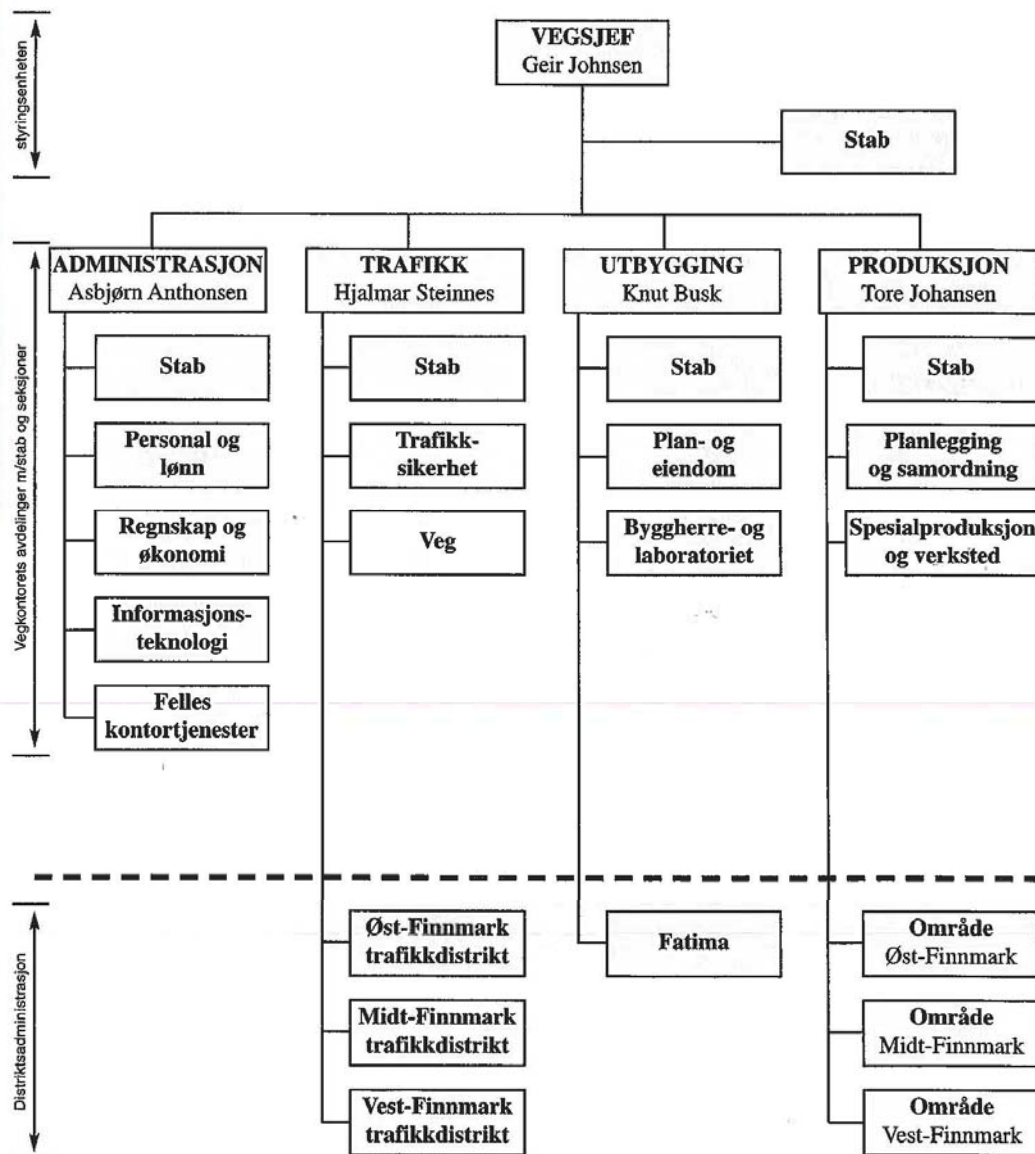 styringsenheten
VEGSJEF
Geir Johnsen
Stab
Vegkontorets avdelinger m/stab og seksjoner
ADMINISTRASJON
Asbjørn Anthonsen
Stab
Personal og
lønn
Regnskap og
økonomi
Informasjons-
teknologi
Felles
kontortjenester
TRAFIKK
Hjalmar Steinnes
Stab
Trafikk-
sikkerhet
Veg
UTBYGGING
Knut Busk
Stab
Plan- og
eiendom
Byggherre- og
laboratoriet
PRODUKSJON
Tore Johansen
Stab
Planlegging
og samordning
Spesialproduksjon
og verksted
Distriktsadministrasjon
Øst-Finnmark
trafikkdistrikt
Midt-Finnmark
trafikkdistrikt
Vest-Finnmark
trafikkdistrikt
Fatima
Område
Øst-Finnmark
Område
Midt-Finnmark
Område
Vest-Finnmark